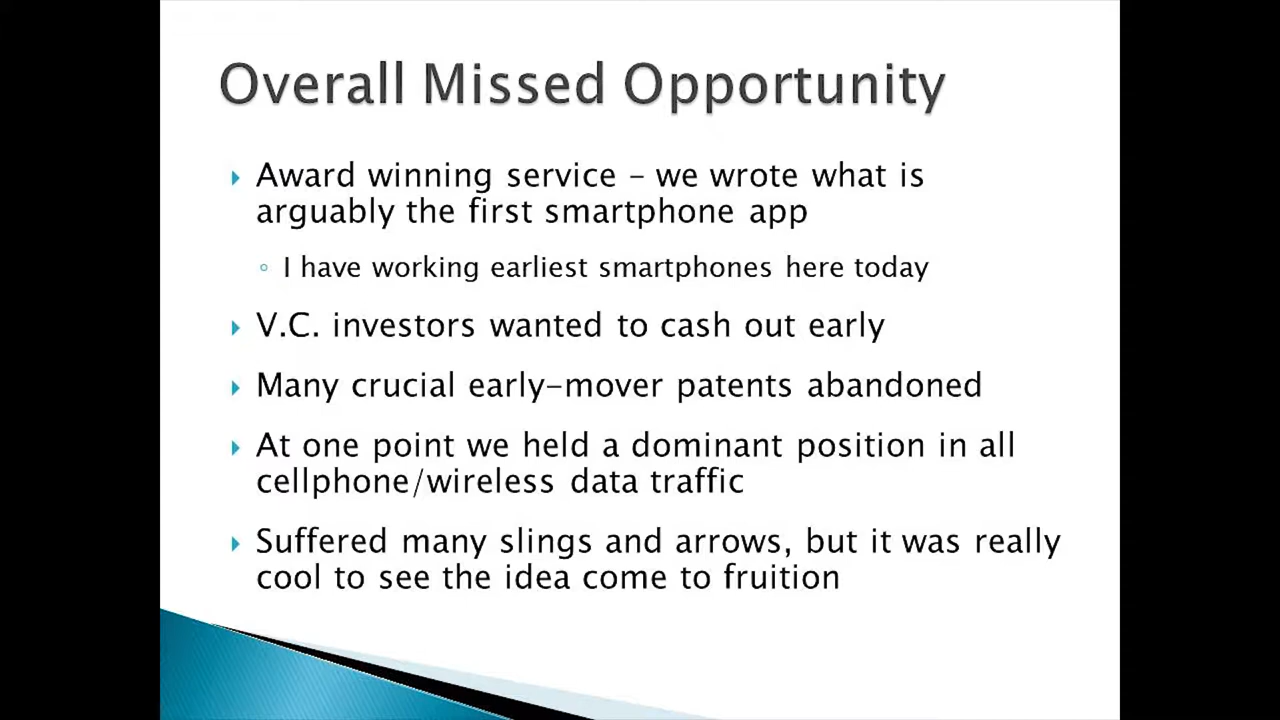 Overall Missed Opportunity
Award winning service – we wrote what is
arguably the first smartphone app
I have working earliest smartphones here today
V.C. investors wanted to cash out early
Many crucial early-mover patents abandoned
At one point we held a dominant position in all
cellphone/wireless data traffic
Suffered many slings and arrows, but it was really
cool to see the idea come to fruition